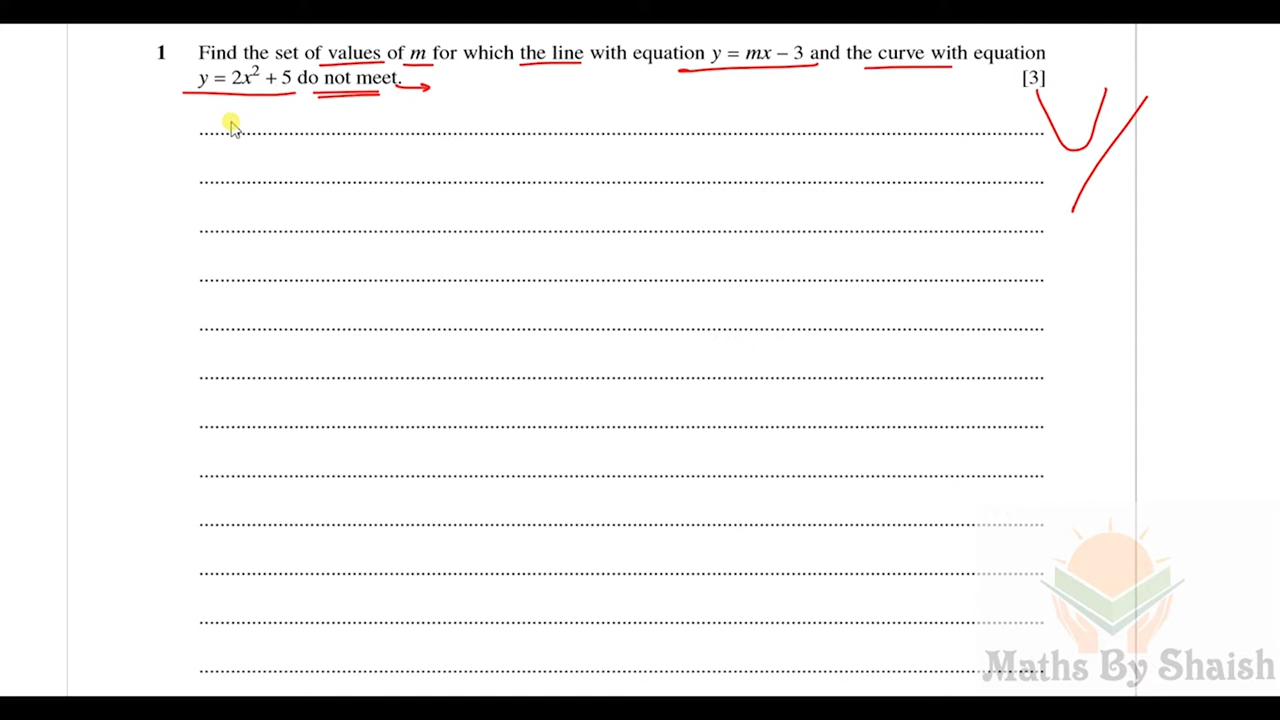 1 Find the set of values of m for which the line with equation y = mx − 3 and the curve with equation
y = 2x² + 5 do not meet. [3]
Maths By Shaish